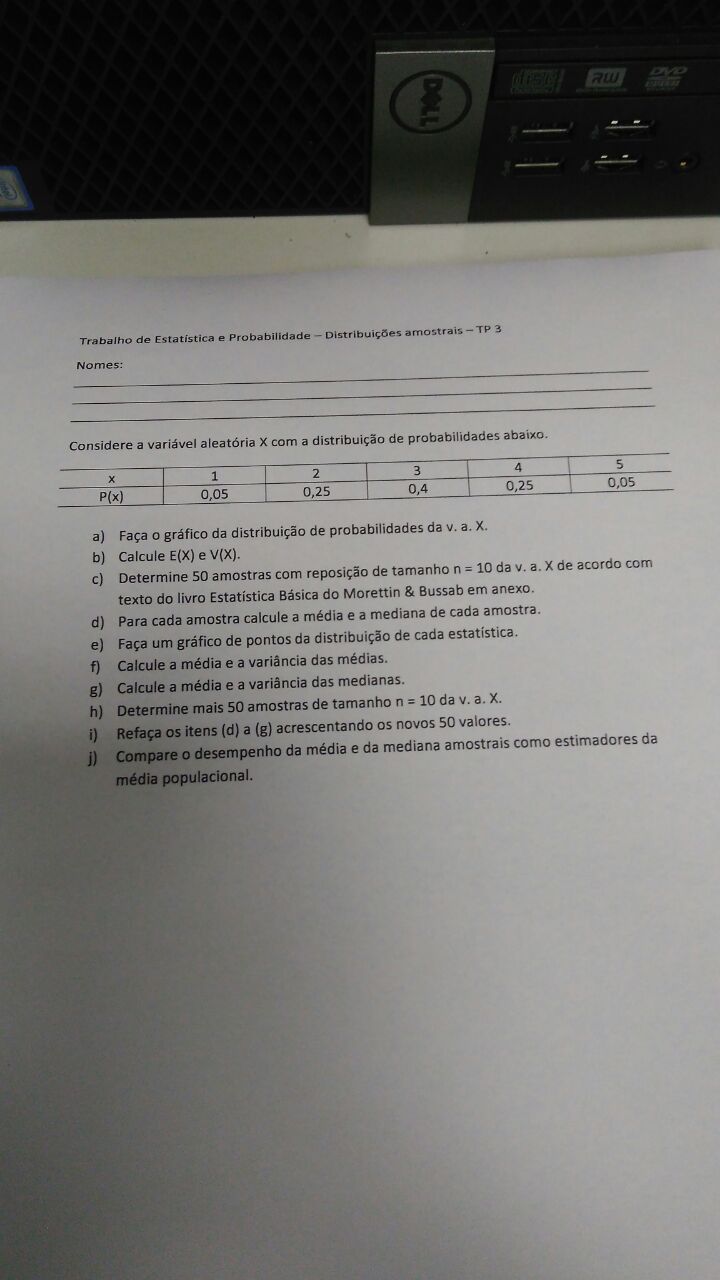 DELL
disc
RW
DVD
Trabalho de Estatística e Probabilidade – Distribuições amostrais – TP 3
Nomes:
Considere a variável aleatória X com a distribuição de probabilidades abaixo.
x 1 2 3 4 5
P(x) 0,05 0,25 0,4 0,25 0,05
a) Faça o gráfico da distribuição de probabilidades da v. a. X.
b) Calcule E(X) e V(X).
c) Determine 50 amostras com reposição de tamanho n = 10 da v. a. X de acordo com
texto do livro Estatística Básica do Morettin & Bussab em anexo.
d) Para cada amostra calcule a média e a mediana de cada amostra.
e) Faça um gráfico de pontos da distribuição de cada estatística.
f) Calcule a média e a variância das médias.
g) Calcule a média e a variância das medianas.
h) Determine mais 50 amostras de tamanho n = 10 da v. a. X.
i) Refaça os itens (d) a (g) acrescentando os novos 50 valores.
j) Compare o desempenho da média e da mediana amostrais como estimadores da
média populacional.